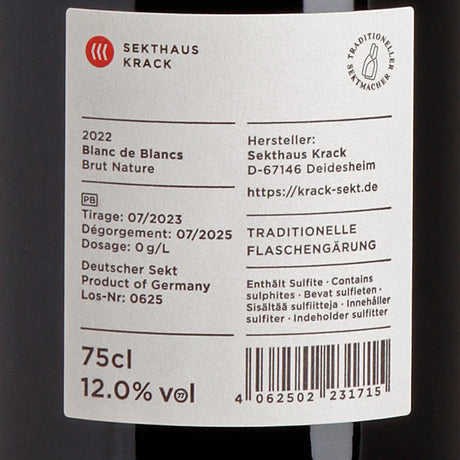 SEKTHAUS
KRACK
TRADITIONELLER
SEKTMACHER
2022
Blanc de Blancs
Brut Nature
PB
Tirage: 07/2023
Dégorgement: 07/2025
Dosage: 0 g/L
Deutscher Sekt
Product of Germany
Los-Nr: 0625
75cl
12.0% vol
Hersteller:
Sekthaus Krack
D-67146 Deidesheim
https://krack-sekt.de
TRADITIONELLE
FLASCHENGÄRUNG
Enthält Sulfite · Contains
sulphites · Bevat sulfieten ·
Sisältää sulfiitteja · Innehåller
sulfiter · Indeholder sulfitter
4 062502 231715